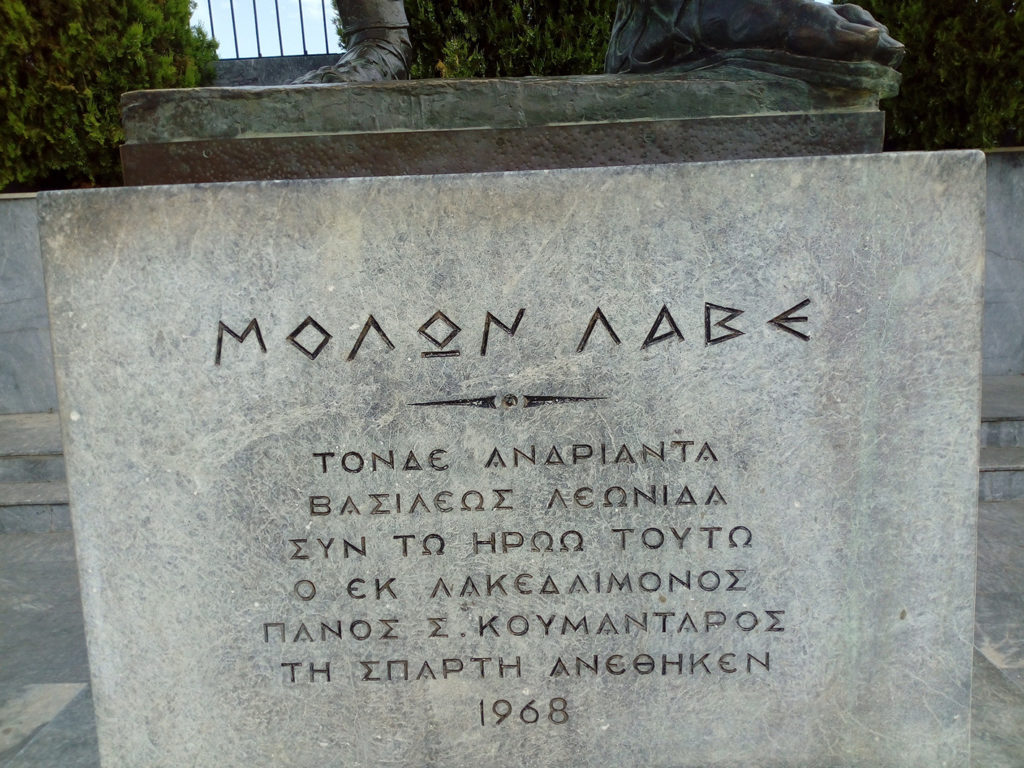 ΜΟΛΩΝ ΛΑΒΕ
ΤΟΝΔΕ ΑΝΔΡΙΑΝΤΑ
ΒΑΣΙΛΕΩΣ ΛΕΩΝΙΔΑ
ΣΥΝ ΤΩ ΗΡΩΩ ΤΟΥΤΩ
Ο ΕΚ ΛΑΚΕΔΑΙΜΟΝΟΣ
ΠΑΝΟΣ Σ. ΚΟΥΜΑΝΤΑΡΟΣ
ΤΗ ΣΠΑΡΤΗ ΑΝΕΘΗΚΕΝ
1968